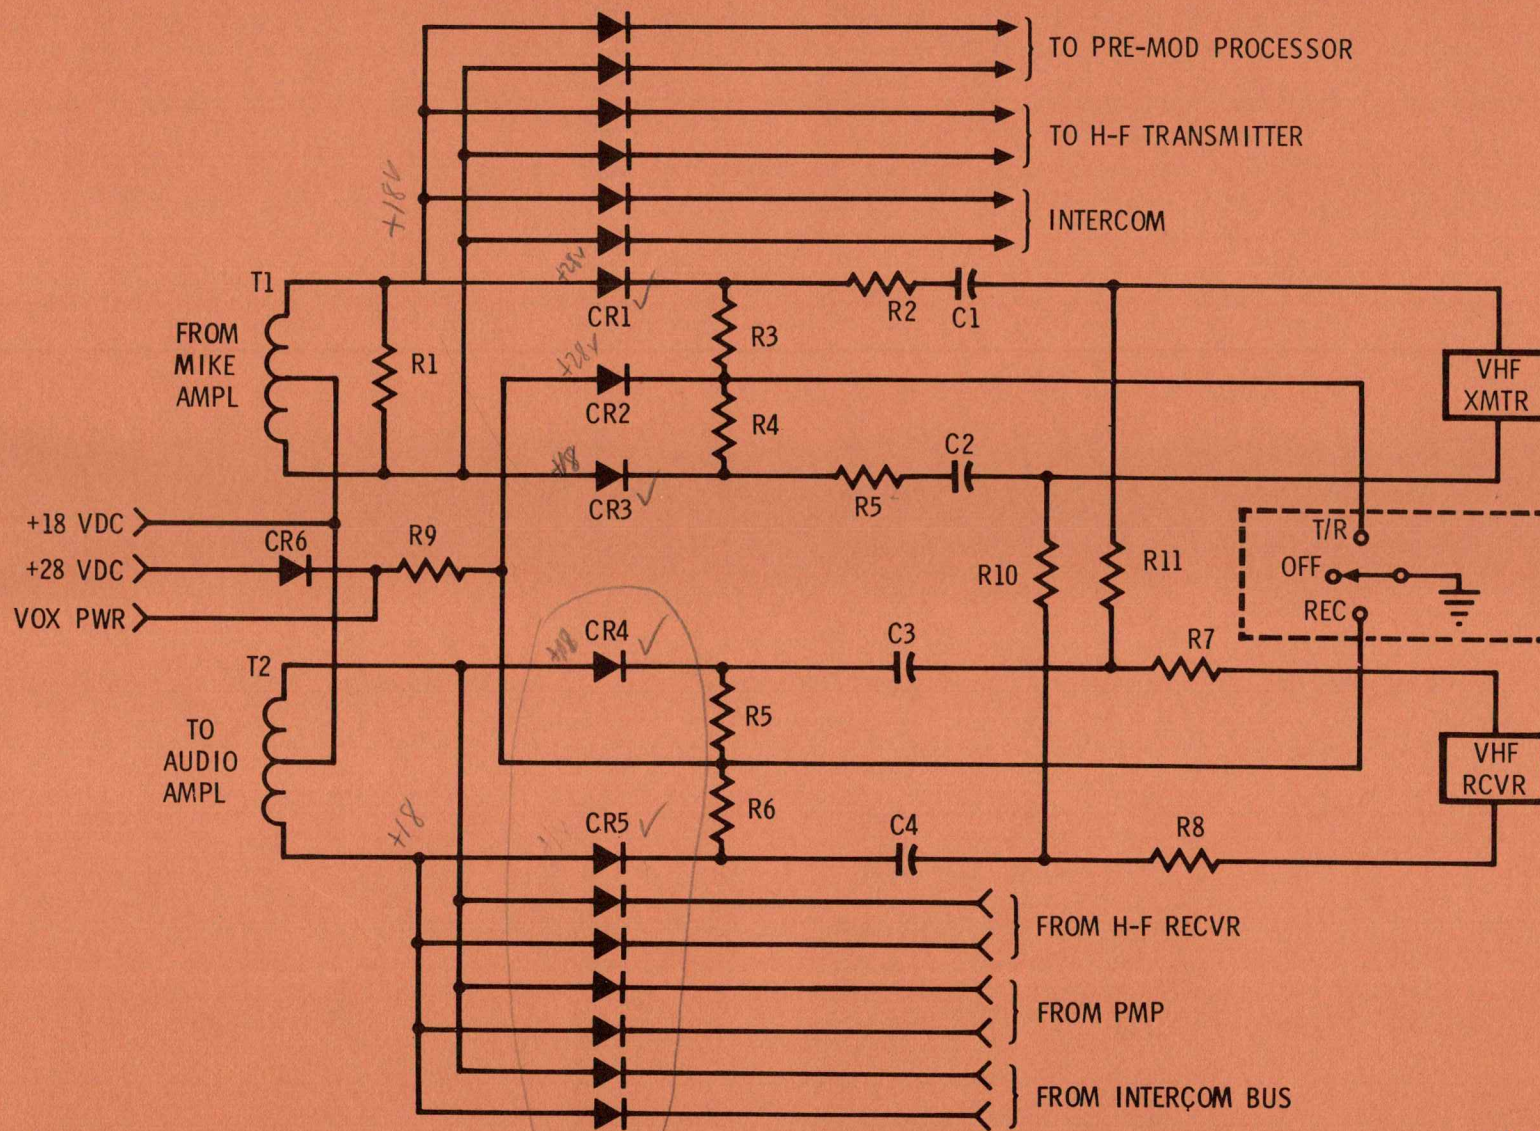 TO PRE-MOD PROCESSOR
TO H-F TRANSMITTER
+18V
INTERCOM
T1
+28V
CR1
R2
C1
FROM
MIKE
AMPL
R1
R3
+28V
CR2
R4
VHF
XMTR
C2
+18
CR3
R5
+18 VDC
CR6
R9
T/R
+28 VDC
R10
R11
OFF
VOX PWR
REC
CR4
+18
C3
R7
T2
TO
AUDIO
AMPL
R5
VHF
RCVR
+18
CR5
R6
C4
R8
FROM H-F RECVR
FROM PMP
FROM INTERÇOM BUS